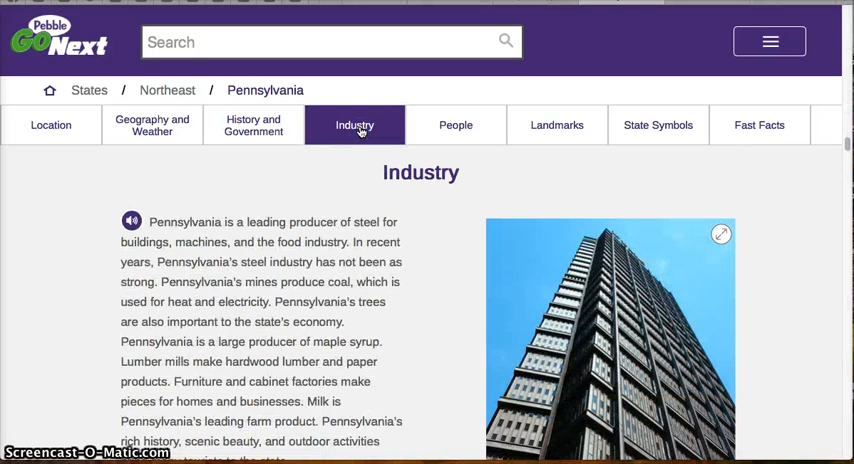 Pebble
GO Next
Search
States / Northeast / Pennsylvania
Location
Geography and
Weather
History and
Government
Industry
People
Landmarks
State Symbols
Fast Facts
Industry
Pennsylvania is a leading producer of steel for
buildings, machines, and the food industry. In recent
years, Pennsylvania's steel industry has not been as
strong. Pennsylvania's mines produce coal, which is
used for heat and electricity. Pennsylvania's trees
are also important to the state's economy.
Pennsylvania is a large producer of maple syrup.
Lumber mills make hardwood lumber and paper
products. Furniture and cabinet factories make
pieces for homes and businesses. Milk is
Pennsylvania's leading farm product. Pennsylvania's
rich history, scenic beauty, and outdoor activities
tourists to the state.
Screencast-O-Matic.com